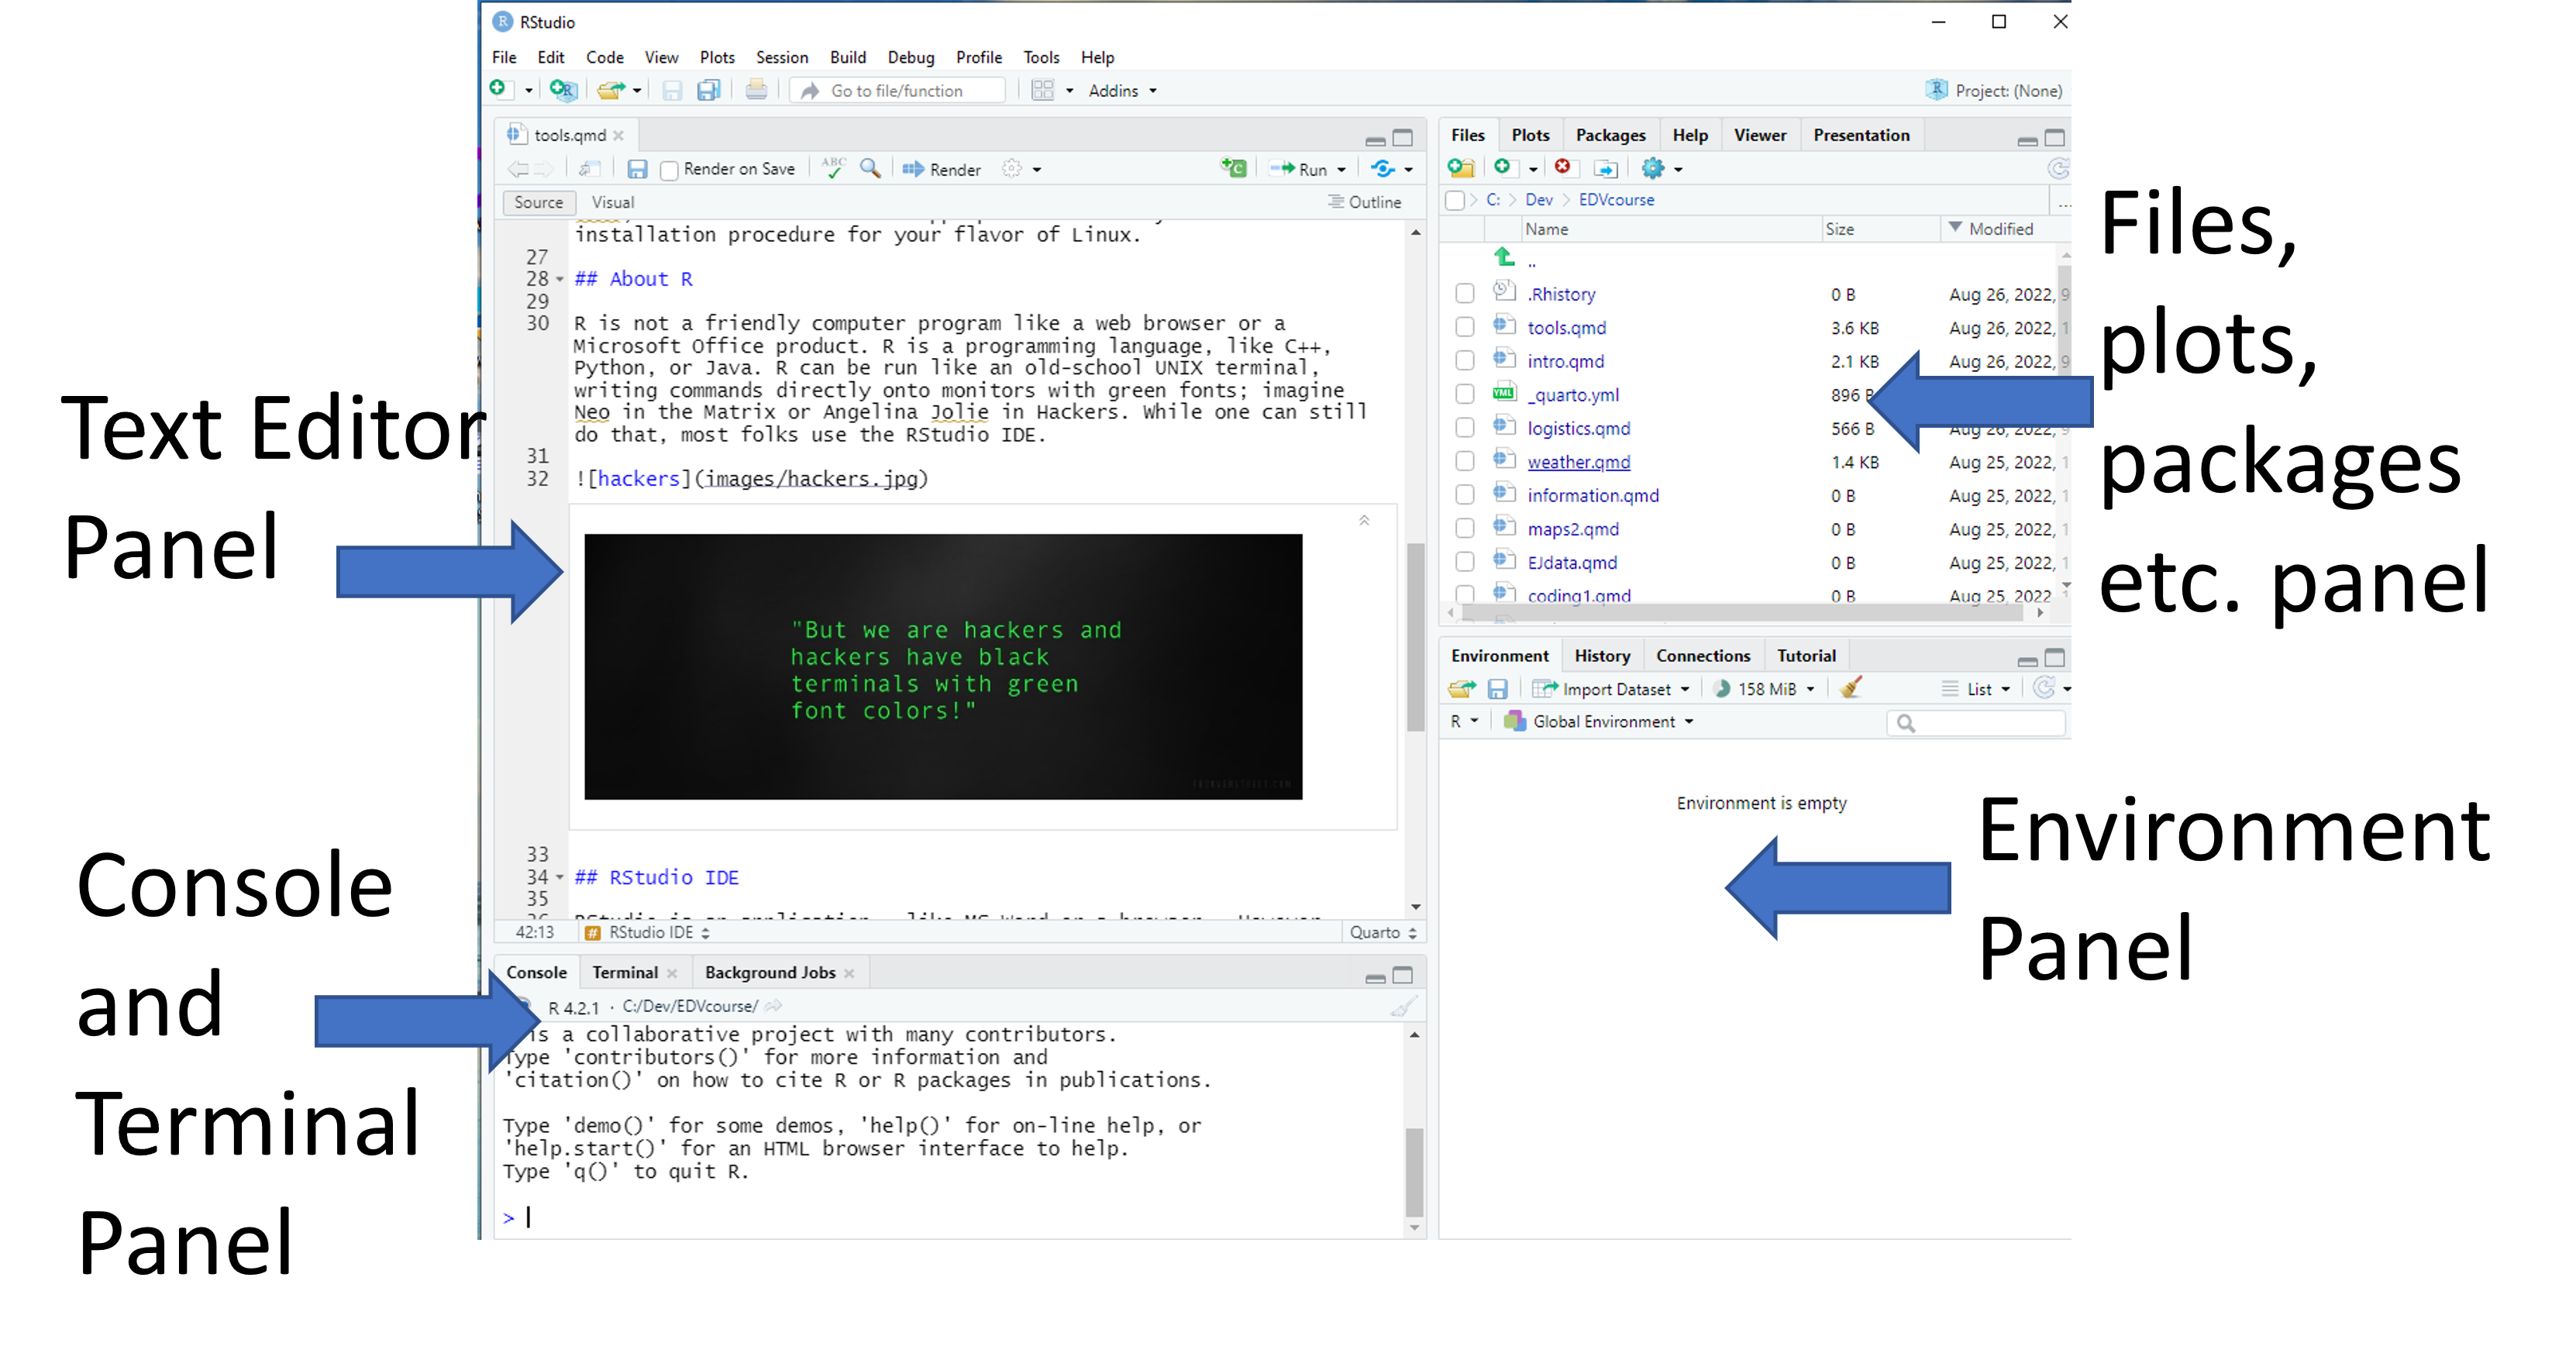 RStudio
File Edit Code View Plots Session Build Debug Profile Tools Help
Go to file/function Addins Project: (None)
tools.qmd
Render on Save Render Run
Source Visual Outline
installation procedure for your flavor of Linux.
27
28 ## About R
29
30 R is not a friendly computer program like a web browser or a
Microsoft Office product. R is a programming language, like C++,
Python, or Java. R can be run like an old-school UNIX terminal,
writing commands directly onto monitors with green fonts; imagine
Neo in the Matrix or Angelina Jolie in Hackers. While one can still
do that, most folks use the RStudio IDE.
31
32 ![hackers](images/hackers.jpg)
"But we are hackers and
hackers have black
terminals with green
font colors!"
33
34 ## RStudio IDE
35
42:13 # RStudio IDE Quarto
Console Terminal Background Jobs
R 4.2.1 · C:/Dev/EDVcourse/
is a collaborative project with many contributors.
Type 'contributors()' for more information and
'citation()' on how to cite R or R packages in publications.
Type 'demo()' for some demos, 'help()' for on-line help, or
'help.start()' for an HTML browser interface to help.
Type 'q()' to quit R.
>
Files Plots Packages Help Viewer Presentation
C: > Dev > EDVcourse
Name Size Modified
..
.Rhistory 0 B Aug 26, 2022, 9
tools.qmd 3.6 KB Aug 26, 2022, 1
intro.qmd 2.1 KB Aug 26, 2022, 9
YML _quarto.yml 896 B
logistics.qmd 566 B Aug 26, 2022, 9
weather.qmd 1.4 KB Aug 25, 2022, 1
information.qmd 0 B Aug 25, 2022, 1
maps2.qmd 0 B Aug 25, 2022, 1
EJdata.qmd 0 B Aug 25, 2022, 1
coding1.qmd 0 B Aug 25, 2022
Environment History Connections Tutorial
Import Dataset 158 MiB List
R Global Environment
Environment is empty
Text Editor
Panel
Console
and
Terminal
Panel
Files,
plots,
packages
etc. panel
Environment
Panel